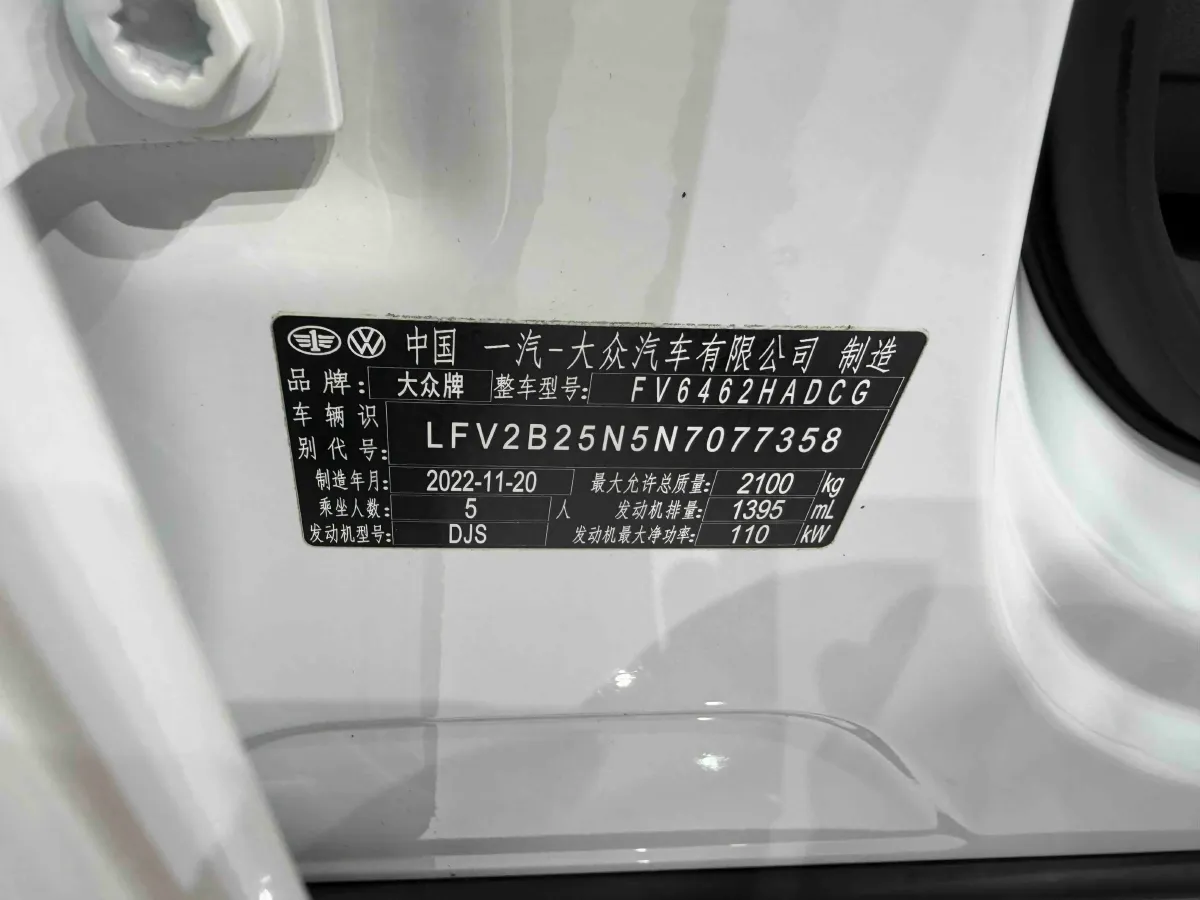 中国 一汽-大众汽车有限公司 制造
品牌: 大众牌 整车型号: FV6462HADCG
车辆识别代号: LFV2B25N5N7077358
制造年月: 2022-11-20 最大允许总质量: 2100 kg
乘坐人数: 5 人 发动机排量: 1395 mL
发动机型号: DJS 发动机最大净功率: 110 kW